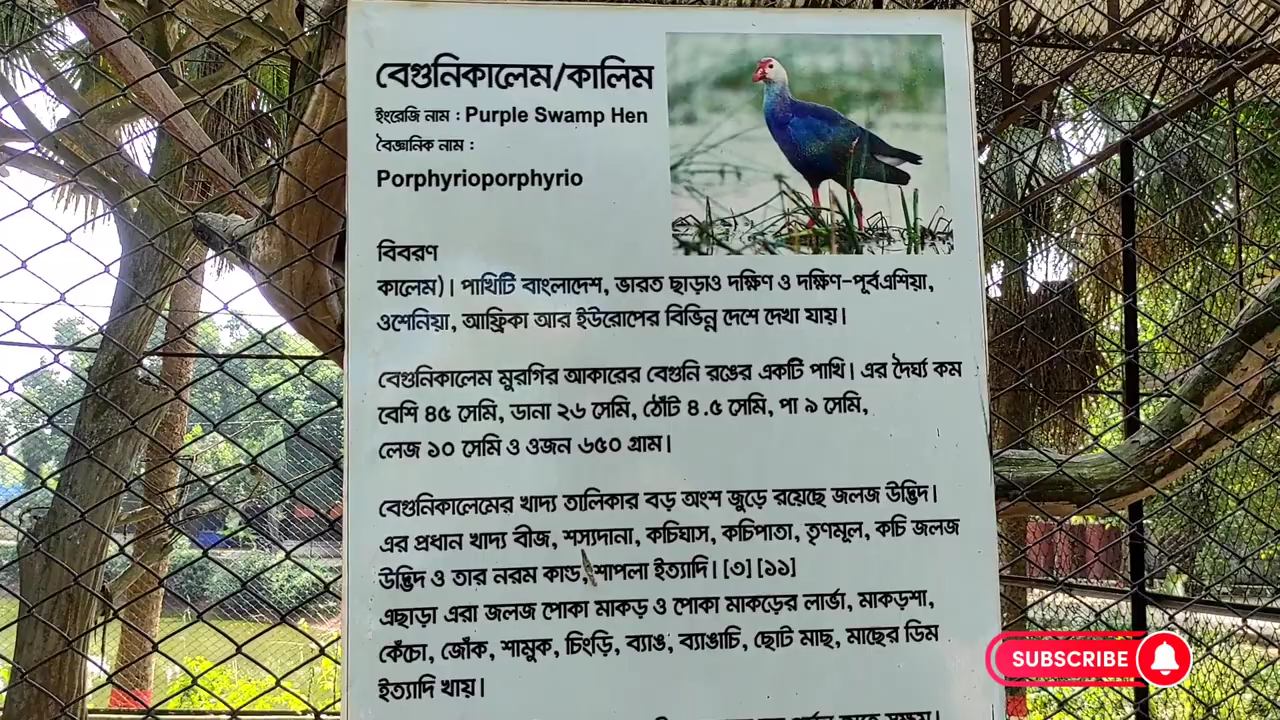 বেগুনিকালেম/কালিম
ইংরেজি নাম : Purple Swamp Hen
বৈজ্ঞানিক নাম :
Porphyrioporphyrio
বিবরণ
কালেম)। পাখিটি বাংলাদেশ, ভারত ছাড়াও দক্ষিণ ও দক্ষিণ-পূর্বএশিয়া,
ওশেনিয়া, আফ্রিকা আর ইউরোপের বিভিন্ন দেশে দেখা যায়।
বেগুনিকালেম মুরগির আকারের বেগুনি রঙের একটি পাখি। এর দৈর্ঘ্য কম
বেশি ৪৫ সেমি, ডানা ২৬ সেমি, ঠোঁট ৪.৫ সেমি, পা ৯ সেমি,
লেজ ১০ সেমি ও ওজন ৬৫০ গ্রাম।
বেগুনিকালেমের খাদ্য তালিকার বড় অংশ জুড়ে রয়েছে জলজ উদ্ভিদ।
এর প্রধান খাদ্য বীজ, শস্যদানা, কচিঘাস, কচিপাতা, তৃণমূল, কচি জলজ
উদ্ভিদ ও তার নরম কান্ড, শাপলা ইত্যাদি। [৩] [১১]
এছাড়া এরা জলজ পোকা মাকড় ও পোকা মাকড়ের লার্ভা, মাকড়শা,
কেঁচো, জোঁক, শামুক, চিংড়ি, ব্যাঙ, ব্যাঙাচি, ছোট মাছ, মাছের ডিম
ইত্যাদি খায়।
SUBSCRIBE